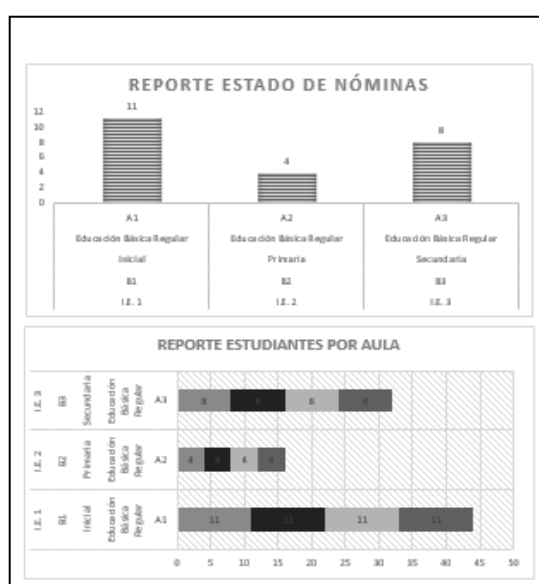 REPORTE ESTADO DE NÓMINAS
12
10
8
6
4
2
0
11
4
8
A1 A2 A3
Educación Básica Regular Educación Básica Regular Educación Básica Regular
Inicial Primaria Secundaria
B1 B2 B3
I.E. 1 I.E. 2 I.E. 3
REPORTE ESTUDIANTES POR AULA
I.E. 3 B3 Secundaria Educación Básica Regular A3
8 8 8 8
I.E. 2 B2 Primaria Educación Básica Regular A2
4 4 4 4
I.E. 1 B1 Inicial Educación Básica Regular A1
11 11 11 11
0 5 10 15 20 25 30 35 40 45 50